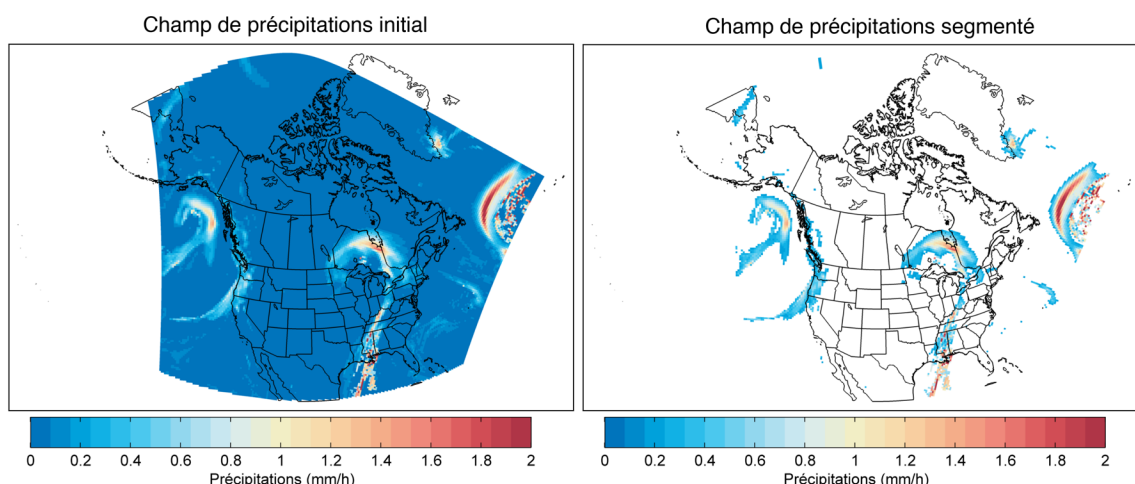 Champ de précipitations initial
Champ de précipitations segmenté
0 0.2 0.4 0.6 0.8 1 1.2 1.4 1.6 1.8 2
Précipitations (mm/h)
0 0.2 0.4 0.6 0.8 1 1.2 1.4 1.6 1.8 2
Précipitations (mm/h)